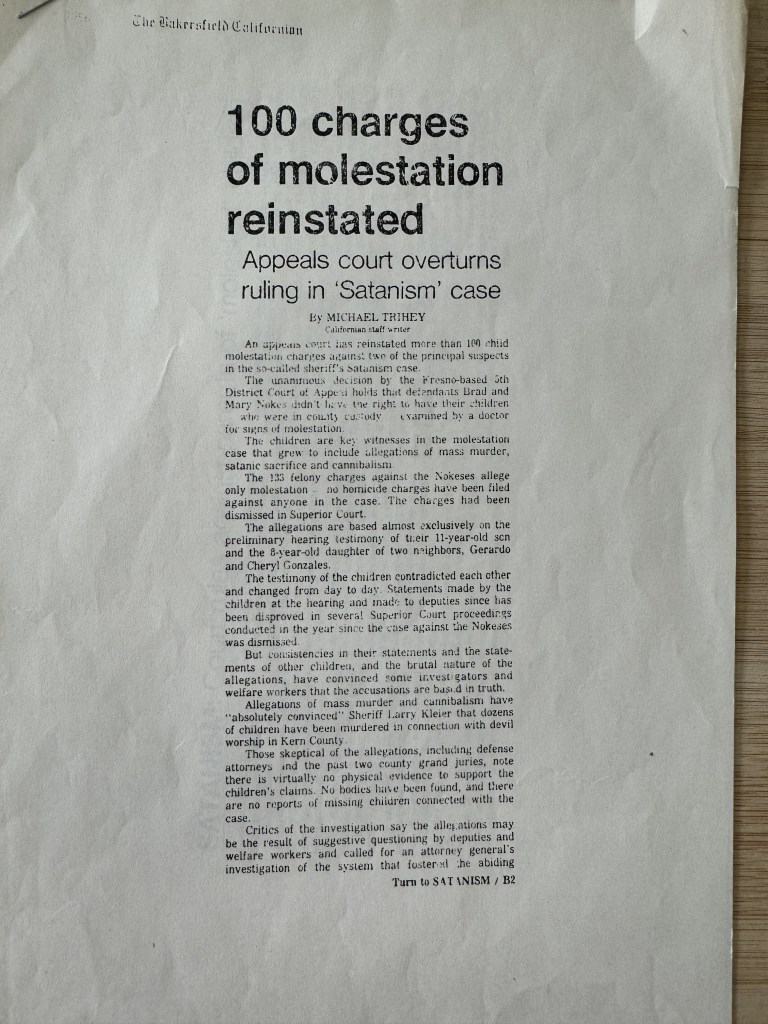 The Bakersfield Californian
100 charges
of molestation
reinstated
Appeals court overturns
ruling in 'Satanism' case
By MICHAEL TRIHEY
Californian staff writer
An appeals court has reinstated more than 100 child
molestation charges against two of the principal suspects
in the so-called sheriff's Satanism case.
The unanimous decision by the Fresno-based 5th
District Court of Appeal holds that defendants Brad and
Mary Nokes didn't have the right to have their children
who were in county custody examined by a doctor
for signs of molestation.
The children are key witnesses in the molestation
case that grew to include allegations of mass murder,
satanic sacrifice and cannibalism.
The 133 felony charges against the Nokeses allege
only molestation — no homicide charges have been filed
against anyone in the case. The charges had been
dismissed in Superior Court.
The allegations are based almost exclusively on the
preliminary hearing testimony of their 11-year-old son
and the 8-year-old daughter of two neighbors, Gerardo
and Cheryl Gonzales.
The testimony of the children contradicted each other
and changed from day to day. Statements made by the
children at the hearing and made to deputies since has
been disproved in several Superior Court proceedings
conducted in the year since the case against the Nokeses
was dismissed.
But consistencies in their statements and the state-
ments of other children, and the brutal nature of the
allegations, have convinced some investigators and
welfare workers that the accusations are based in truth.
Allegations of mass murder and cannibalism have
"absolutely convinced" Sheriff Larry Kleier that dozens
of children have been murdered in connection with devil
worship in Kern County.
Those skeptical of the allegations, including defense
attorneys and the past two county grand juries, note
there is virtually no physical evidence to support the
children's claims. No bodies have been found, and there
are no reports of missing children connected with the
case.
Critics of the investigation say the allegations may
be the result of suggestive questioning by deputies and
welfare workers and called for an attorney general's
investigation of the system that fostered the abiding
Turn to SATANISM / B2